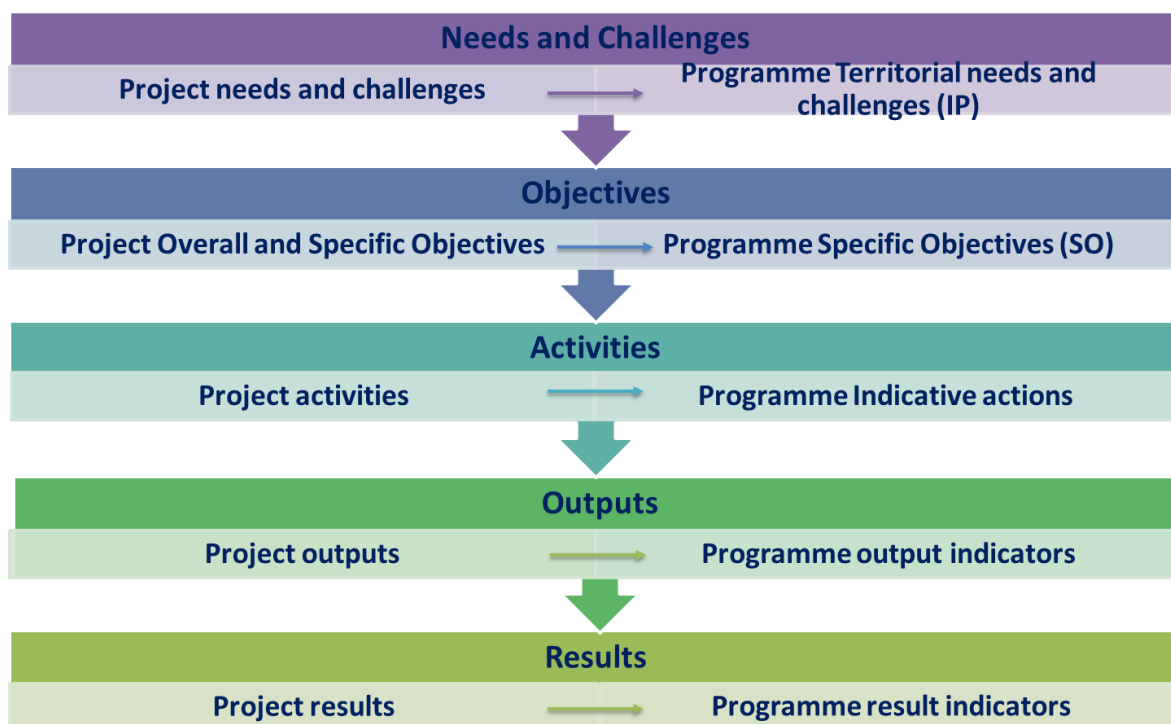 Needs and Challenges
Project needs and challenges
Programme Territorial needs and
challenges (IP)
Objectives
Project Overall and Specific Objectives
Programme Specific Objectives (SO)
Activities
Project activities
Programme Indicative actions
Outputs
Project outputs
Programme output indicators
Results
Project results
Programme result indicators